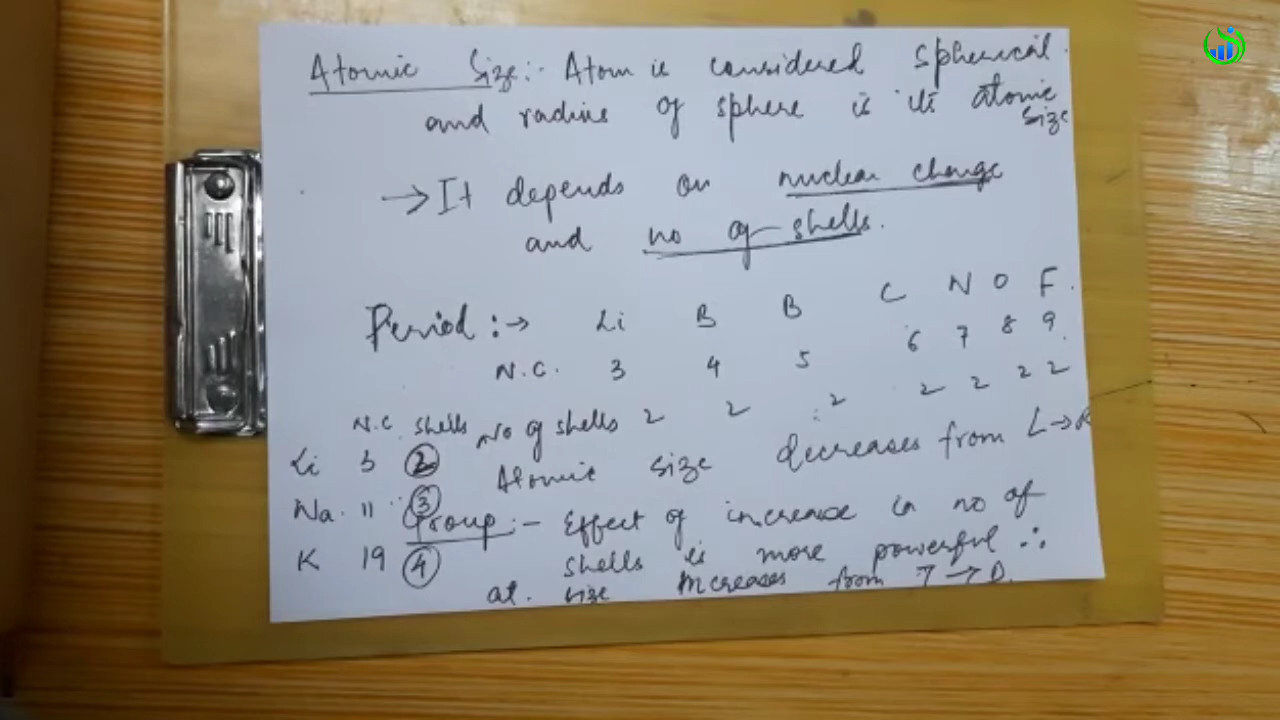 Atomic Size:- Atom is considered Spherical.
and radius of sphere is its atomic
size
→ It depends on nuclear charge
and no of shells.
Period :→ Li B B C N O F.
N.C. 3 4 5 6 7 8 9.
N.C. shells No of shells 2 2 2 2 2 2 2
Li 3 2 Atomic size decreases from L→R
Na. 11 3 Group:- Effect of increase in no of
K 19 4 shells is more powerful ∴
at. size increases from T→D.